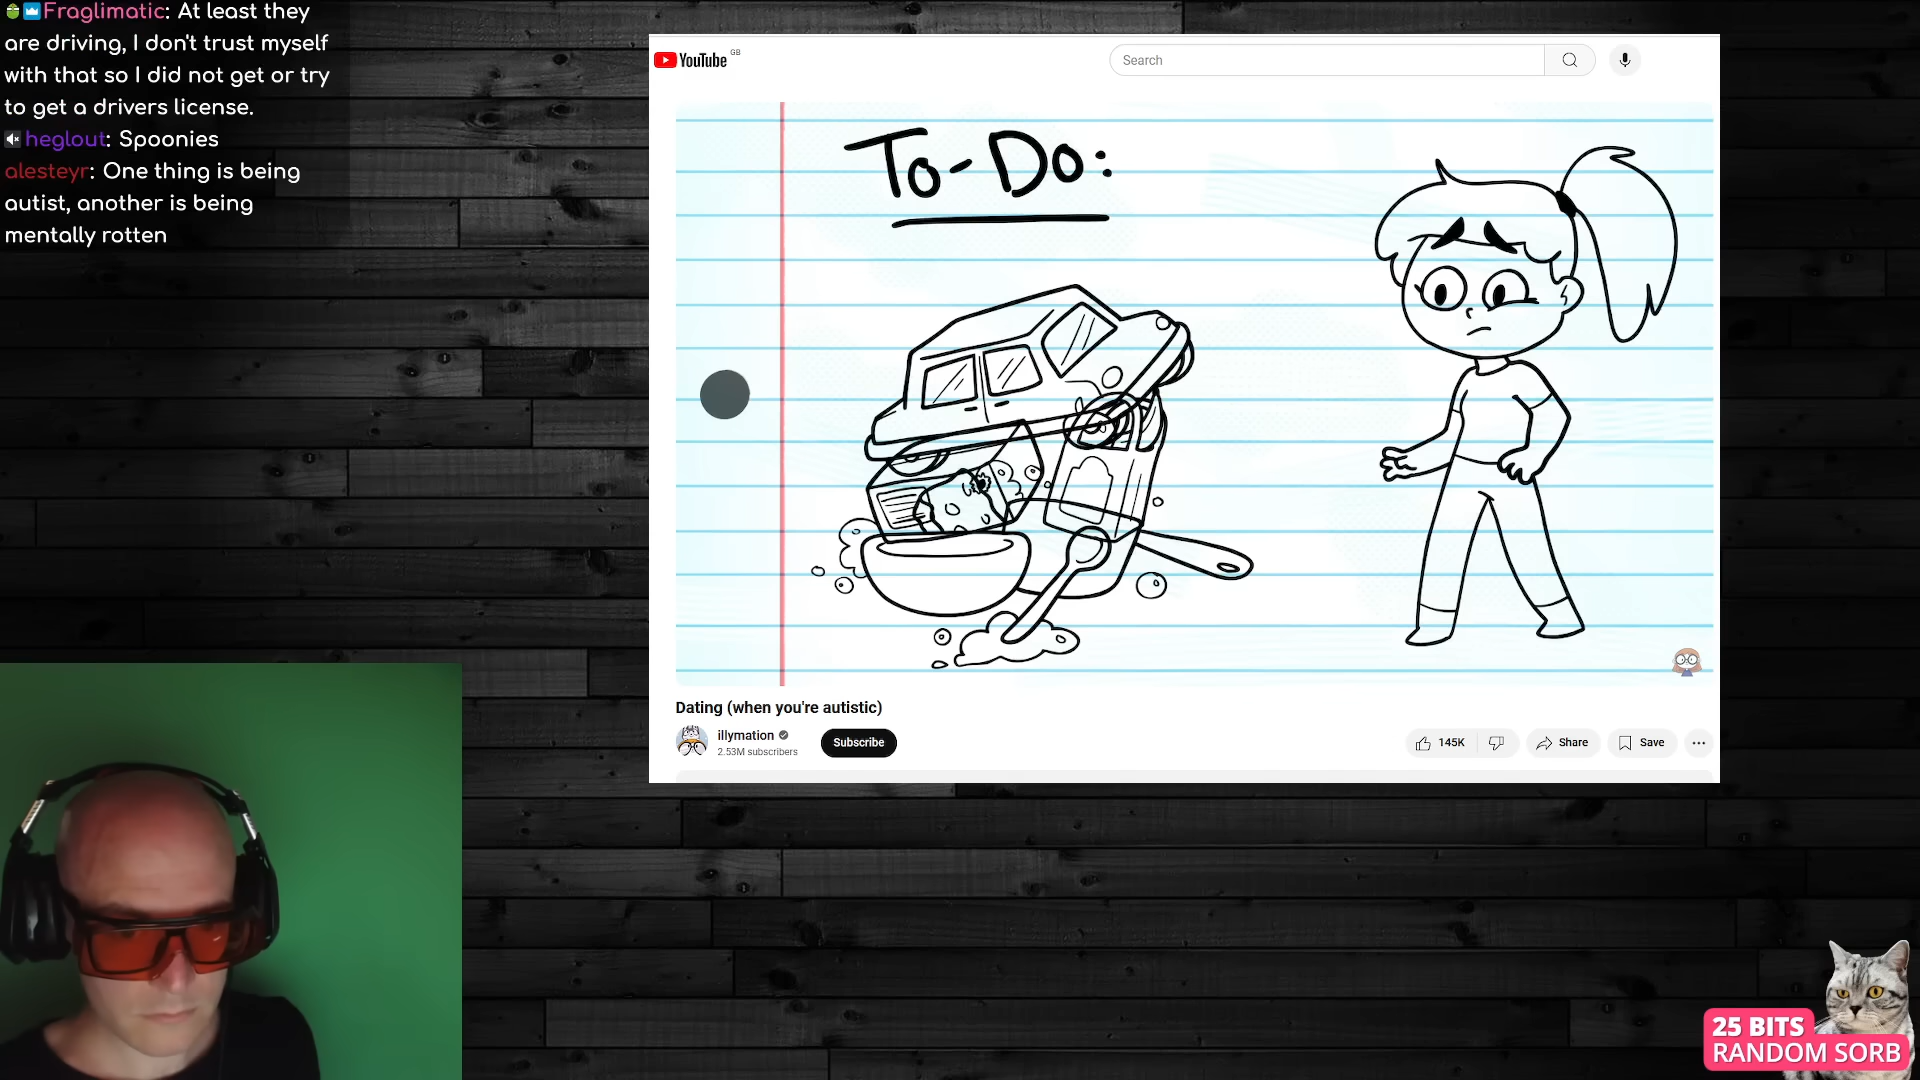 Fraglimatic: At least they
are driving, I don't trust myself
with that so I did not get or try
to get a drivers license.
heglout: Spoonies
alesteyr: One thing is being
autist, another is being
mentally rotten
YouTube GB
Search
To-Do:
Dating (when you're autistic)
illymation
2.53M subscribers
Subscribe
145K
Share
Save
25 BITS
RANDOM SORB